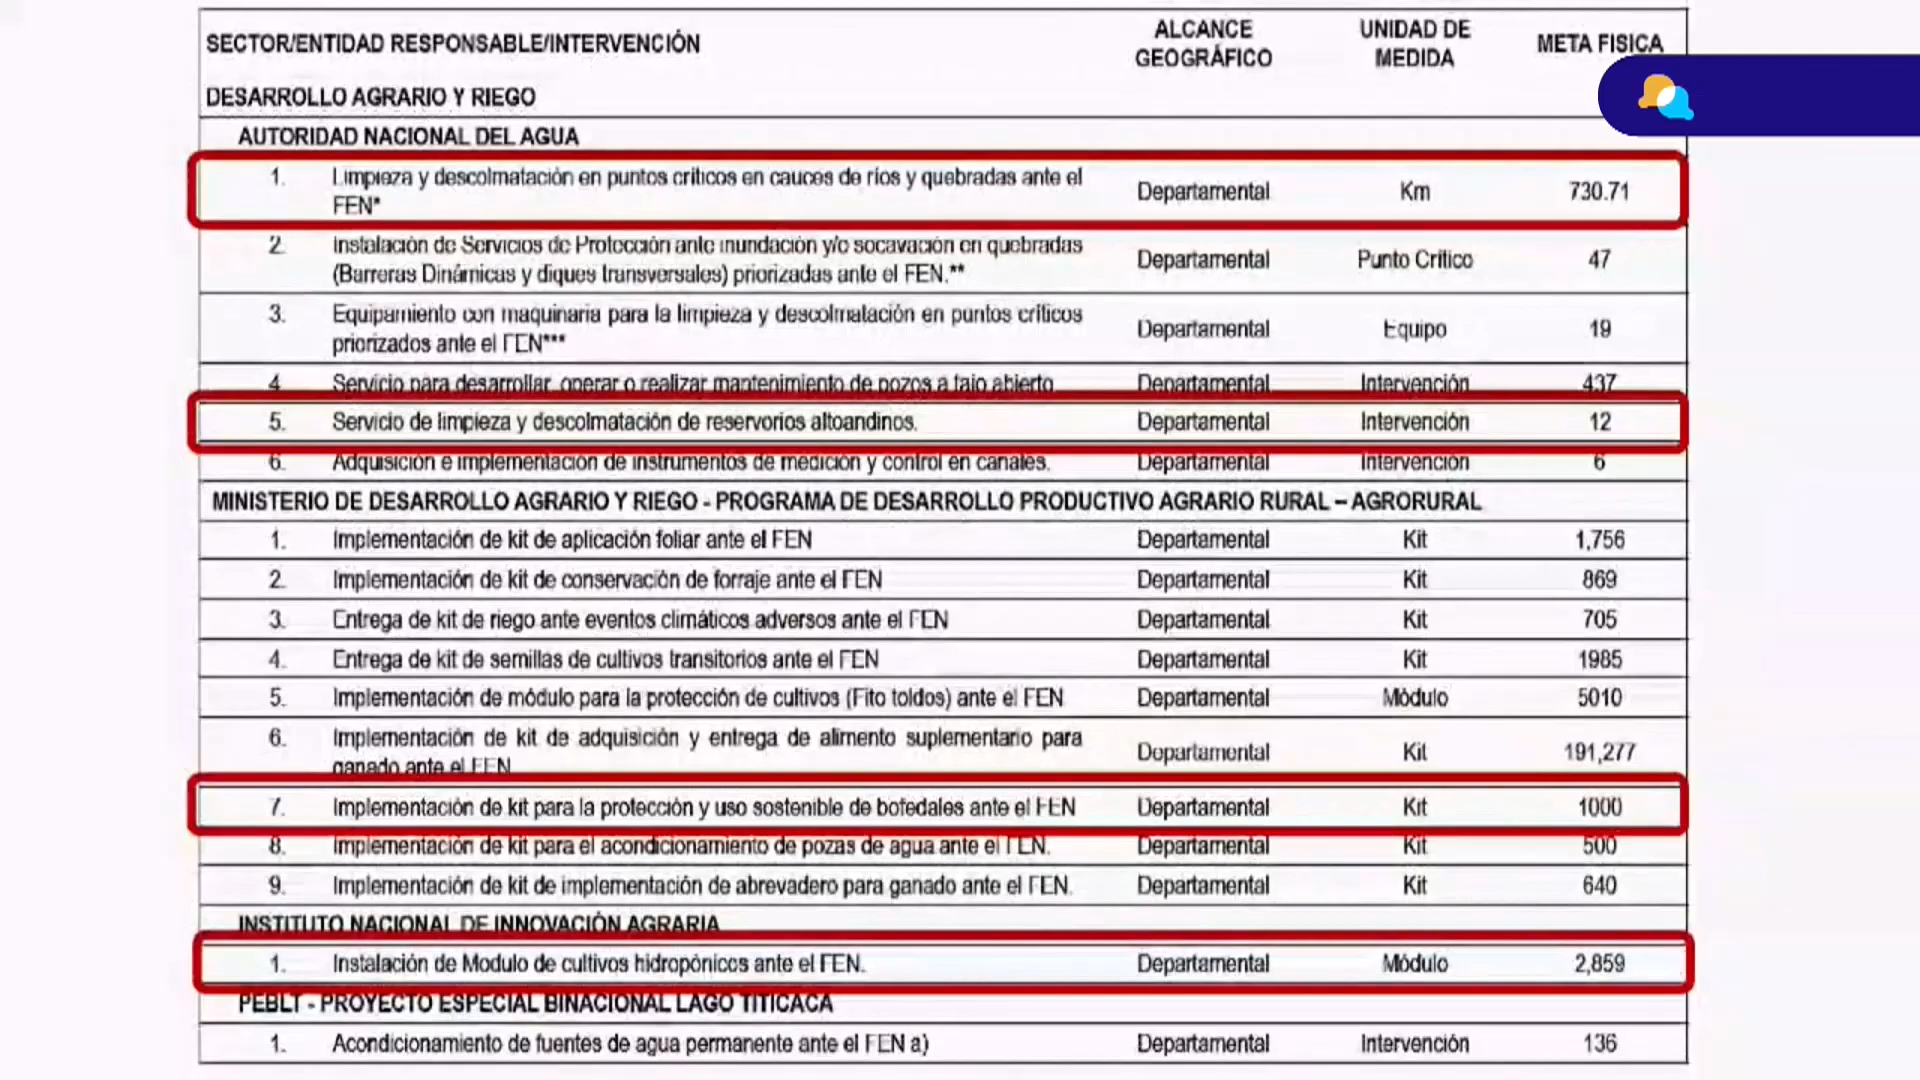 SECTOR/ENTIDAD RESPONSABLE/INTERVENCIÓN ALCANCE GEOGRÁFICO UNIDAD DE MEDIDA META FISICA
DESARROLLO AGRARIO Y RIEGO
AUTORIDAD NACIONAL DEL AGUA
1. Limpieza y descolmatación en puntos críticos en cauces de ríos y quebradas ante el
FEN* Departamental Km 730.71
2. Instalación de Servicios de Protección ante inundación y/o socavación en quebradas
(Barreras Dinámicas y diques transversales) priorizadas ante el FEN.** Departamental Punto Crítico 47
3. Equipamiento con maquinaria para la limpieza y descolmatación en puntos críticos
priorizados ante el FEN*** Departamental Equipo 19
4. Servicio para desarrollar, operar o realizar mantenimiento de pozos a tajo abierto Departamental Intervención 437
5. Servicio de limpieza y descolmatación de reservorios altoandinos. Departamental Intervención 12
6. Adquisición e implementación de instrumentos de medición y control en canales. Departamental Intervención 6
MINISTERIO DE DESARROLLO AGRARIO Y RIEGO - PROGRAMA DE DESARROLLO PRODUCTIVO AGRARIO RURAL – AGRORURAL
1. Implementación de kit de aplicación foliar ante el FEN Departamental Kit 1,756
2. Implementación de kit de conservación de forraje ante el FEN Departamental Kit 869
3. Entrega de kit de riego ante eventos climáticos adversos ante el FEN Departamental Kit 705
4. Entrega de kit de semillas de cultivos transitorios ante el FEN Departamental Kit 1985
5. Implementación de módulo para la protección de cultivos (Fito toldos) ante el FEN Departamental Módulo 5010
6. Implementación de kit de adquisición y entrega de alimento suplementario para
ganado ante el FEN Departamental Kit 191,277
7. Implementación de kit para la protección y uso sostenible de bofedales ante el FEN Departamental Kit 1000
8. Implementación de kit para el acondicionamiento de pozas de agua ante el FEN. Departamental Kit 500
9. Implementación de kit de implementación de abrevadero para ganado ante el FEN. Departamental Kit 640
INSTITUTO NACIONAL DE INNOVACIÓN AGRARIA
1. Instalación de Modulo de cultivos hidropónicos ante el FEN. Departamental Módulo 2,859
PEBLT - PROYECTO ESPECIAL BINACIONAL LAGO TITICACA
1. Acondicionamiento de fuentes de agua permanente ante el FEN a) Departamental Intervención 136